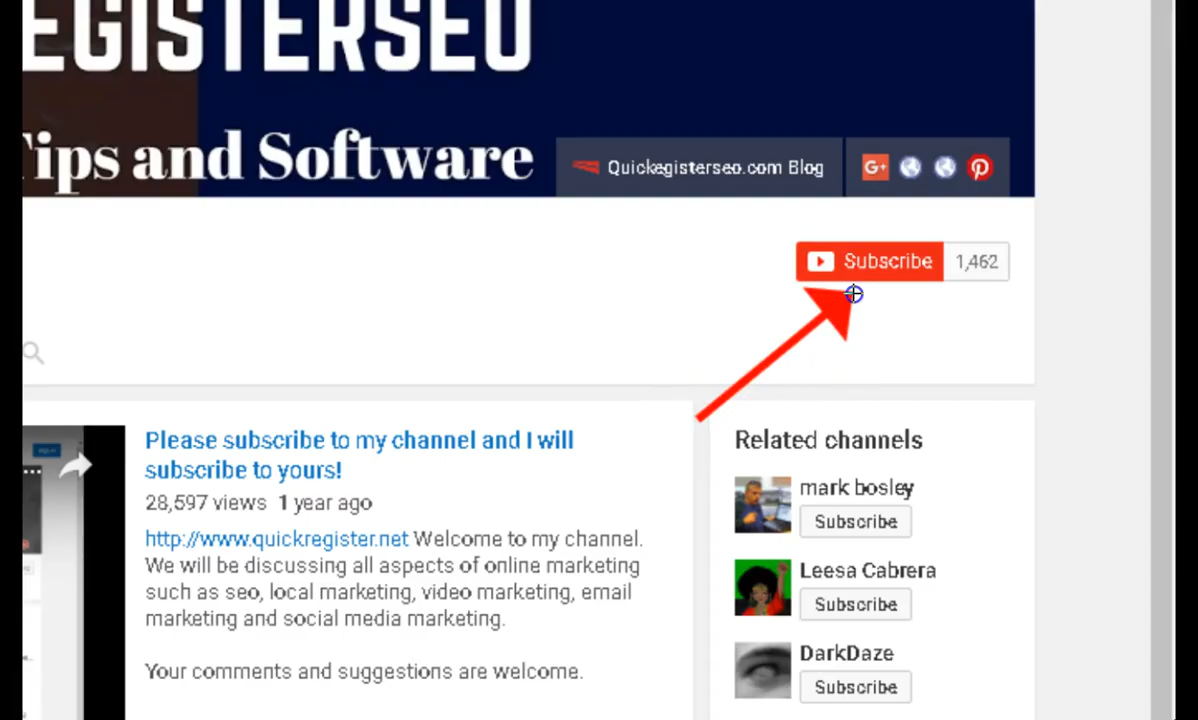 EGISTERSEO
Tips and Software
Quickegisterseo.com Blog
G+
Subscribe 1,462
Please subscribe to my channel and I will
subscribe to yours!
28,597 views 1 year ago
http://www.quickregister.net Welcome to my channel.
We will be discussing all aspects of online marketing
such as seo, local marketing, video marketing, email
marketing and social media marketing.
Your comments and suggestions are welcome.
Related channels
mark bosley
Subscribe
Leesa Cabrera
Subscribe
DarkDaze
Subscribe